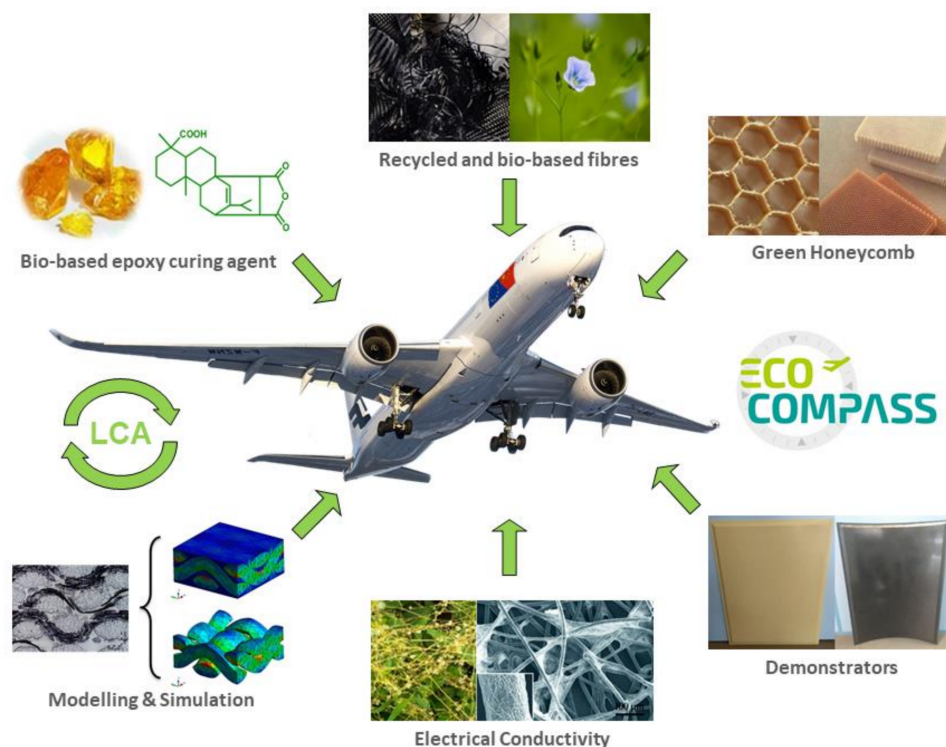 Recycled and bio-based fibres
COOH
O
O
O
Bio-based epoxy curing agent
Green Honeycomb
ECO
COMPASS
LCA
Modelling & Simulation
Demonstrators
Electrical Conductivity